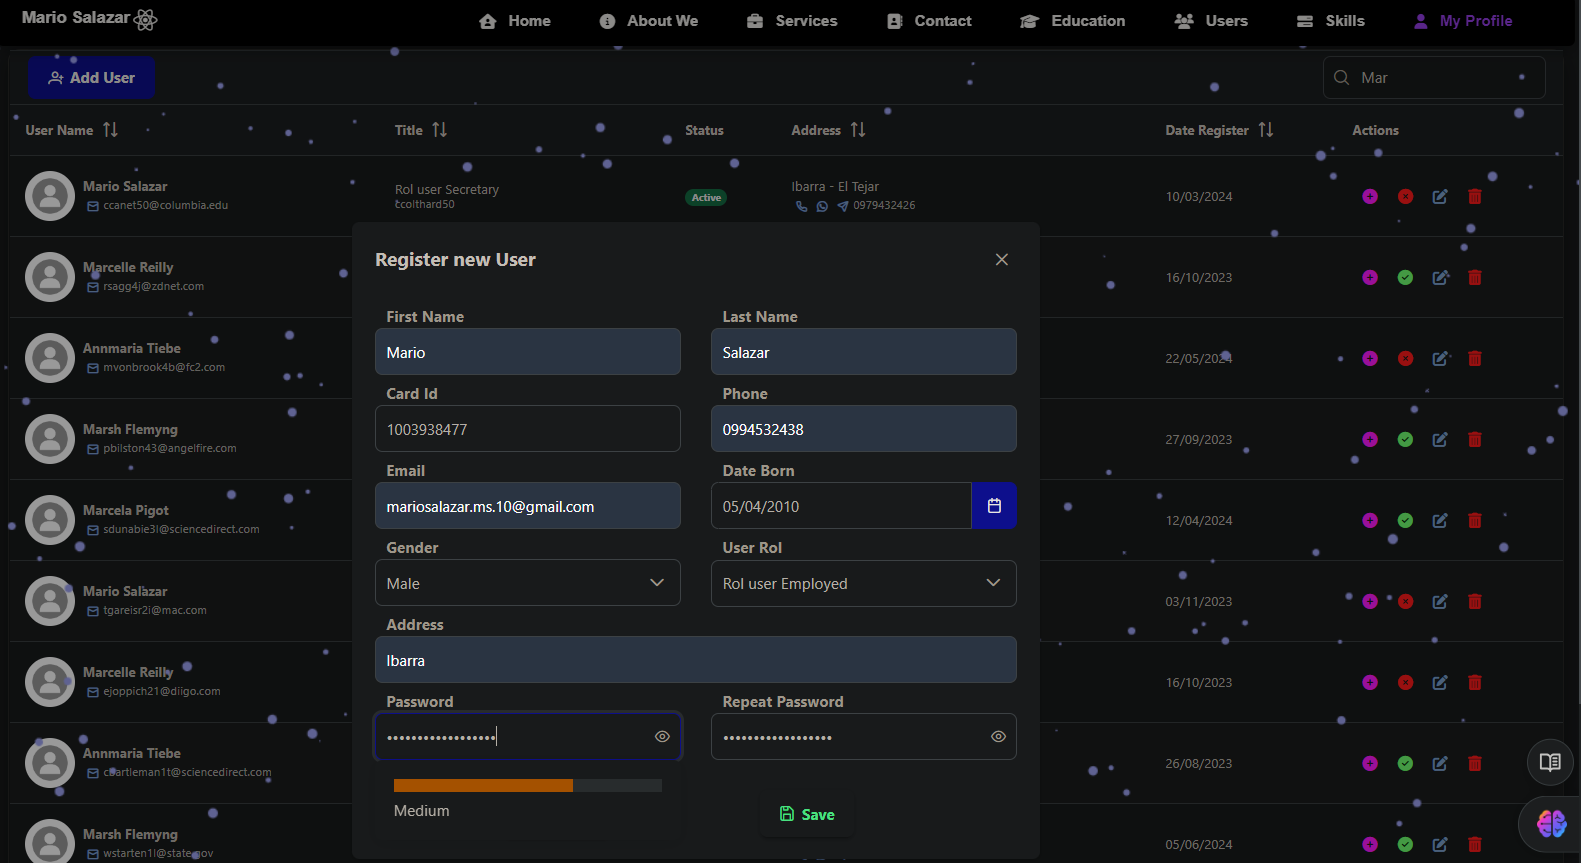 Mario Salazar
Home
About We
Services
Contact
Education
Users
Skills
My Profile
Add User
Mar
User Name
Title
Status
Address
Date Register
Actions
Mario Salazar
ccanet50@columbia.edu
Rol user Secretary
tcolthard50
Active
Ibarra - El Tejar
0979432426
10/03/2024
Marcelle Reilly
rsagg4j@zdnet.com
16/10/2023
Annmaria Tiebe
mvonbrook4b@fc2.com
22/05/2024
Marsh Flemyng
pbilston43@angelfire.com
27/09/2023
Marcela Pigot
sdunabie3l@sciencedirect.com
12/04/2024
Mario Salazar
tgareisr2i@mac.com
03/11/2023
Marcelle Reilly
ejoppich21@diigo.com
16/10/2023
Annmaria Tiebe
chartleman1t@sciencedirect.com
26/08/2023
Marsh Flemyng
wstarten1l@state.gov
05/06/2024
Register new User
First Name
Last Name
Mario
Salazar
Card Id
Phone
1003938477
0994532438
Email
Date Born
mariosalazar.ms.10@gmail.com
05/04/2010
Gender
User Rol
Male
Rol user Employed
Address
Ibarra
Password
Repeat Password
••••••••••••••••••
••••••••••••••••••
Medium
Save